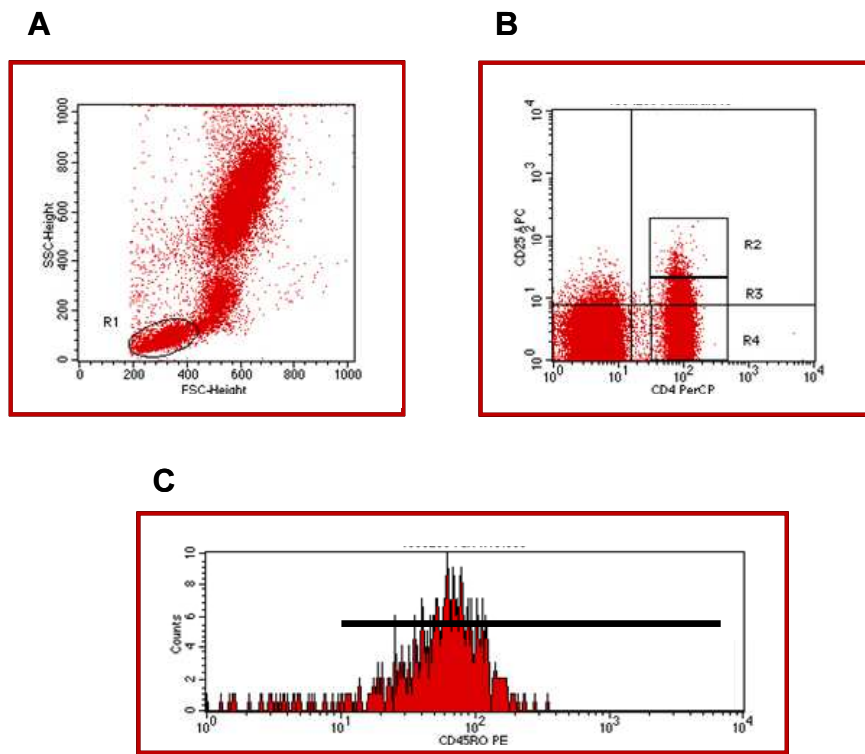 A
B
1000
800
600
400
200
0
SSC-Height
R1
0 200 400 600 800 1000
FSC-Height
10^4
10^3
10^2
10^1
10^0
CD25 APC
R2
R3
R4
10^0 10^1 10^2 10^3 10^4
CD4 PerCP
C
10
8
6
4
2
0
Counts
10^0 10^1 10^2 10^3 10^4
CD45RO PE